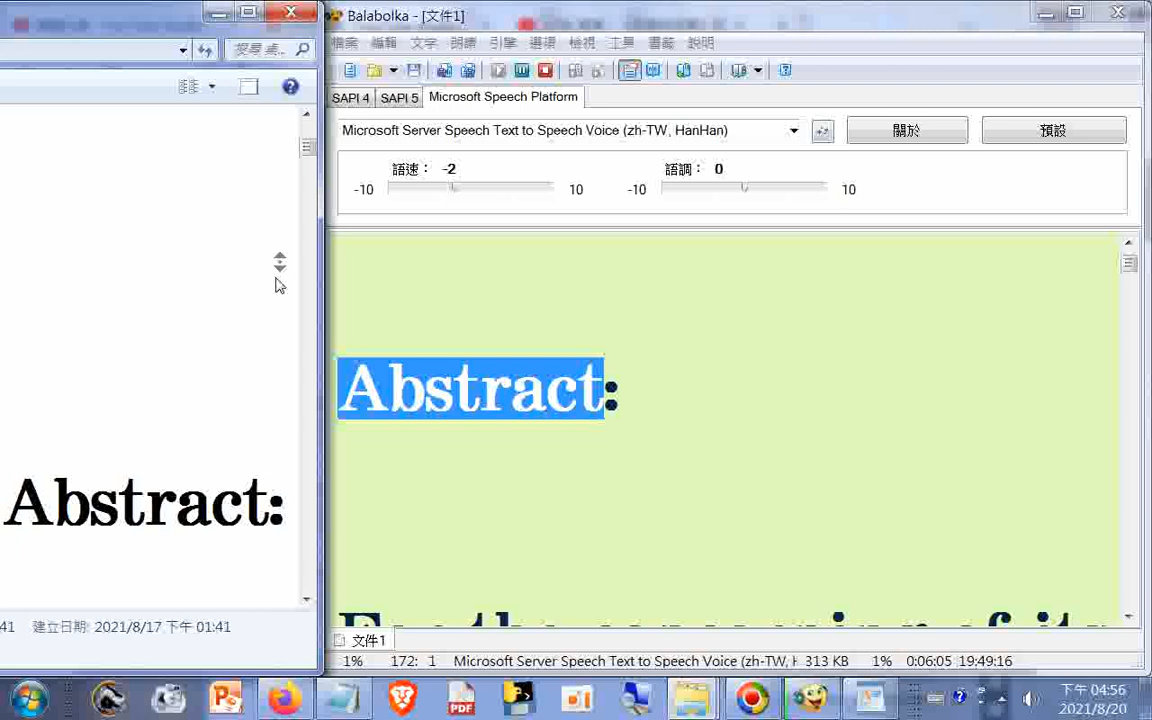 Balabolka - [文件1]
檔案 編輯 文字 朗讀 引擎 選項 檢視 工具 書籤 說明
搜尋 桌...
SAPI 4 SAPI 5 Microsoft Speech Platform
Microsoft Server Speech Text to Speech Voice (zh-TW, HanHan)
關於
預設
語速： -2
語調： 0
-10 10 -10 10
Abstract:
Abstract:
41 建立日期: 2021/8/17 下午 01:41
文件1
1% 172: 1 Microsoft Server Speech Text to Speech Voice (zh-TW, H 313 KB 1% 0:06:05 19:49:16
PDF
下午 04:56
2021/8/20